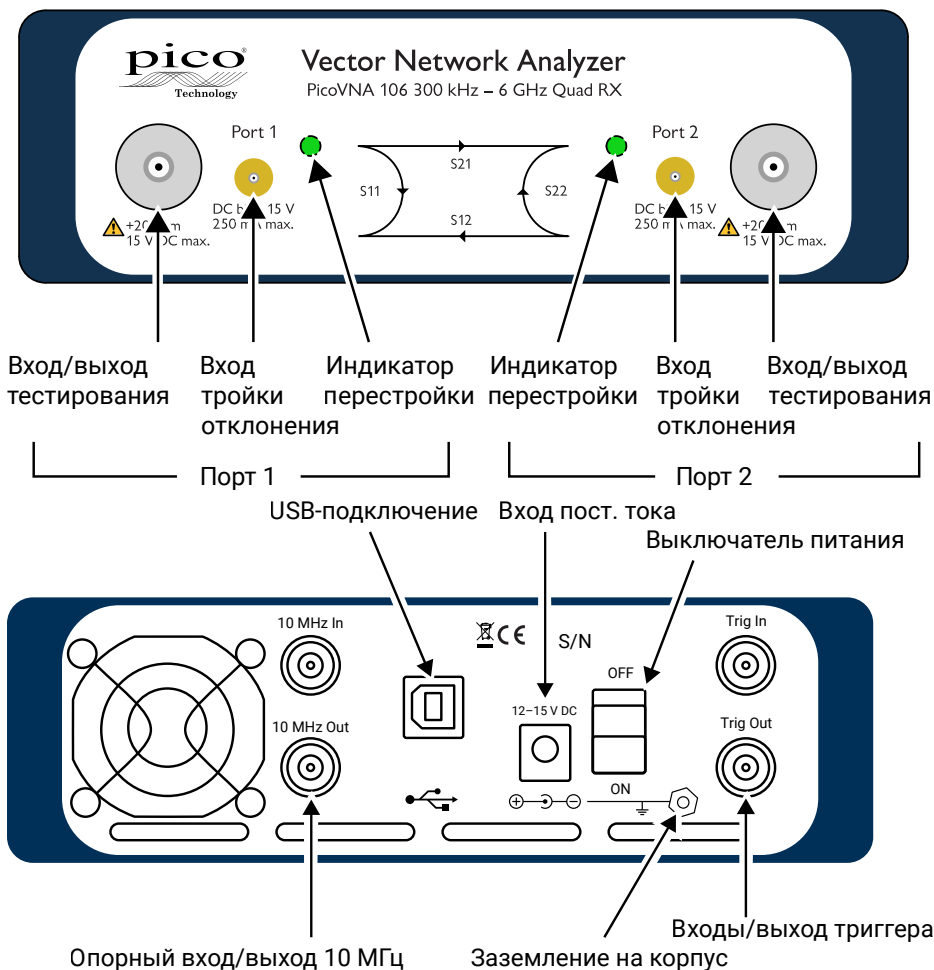 pico
Technology
Vector Network Analyzer
PicoVNA 106 300 kHz – 6 GHz Quad RX
Port 1
Port 2
S21
S11
S22
S12
DC 15 V
250 mA max.
DC 15 V
250 mA max.
15 V DC max.
15 V DC max.
Вход/выход тестирования
Вход тройки отклонения
Индикатор перестройки
Индикатор перестройки
Вход тройки отклонения
Вход/выход тестирования
Порт 1
Порт 2
USB-подключение
Вход пост. тока
Выключатель питания
10 MHz In
CE
S/N
Trig In
OFF
12–15 V DC
10 MHz Out
Trig Out
ON
Входы/выход триггера
Опорный вход/выход 10 МГц
Заземление на корпус